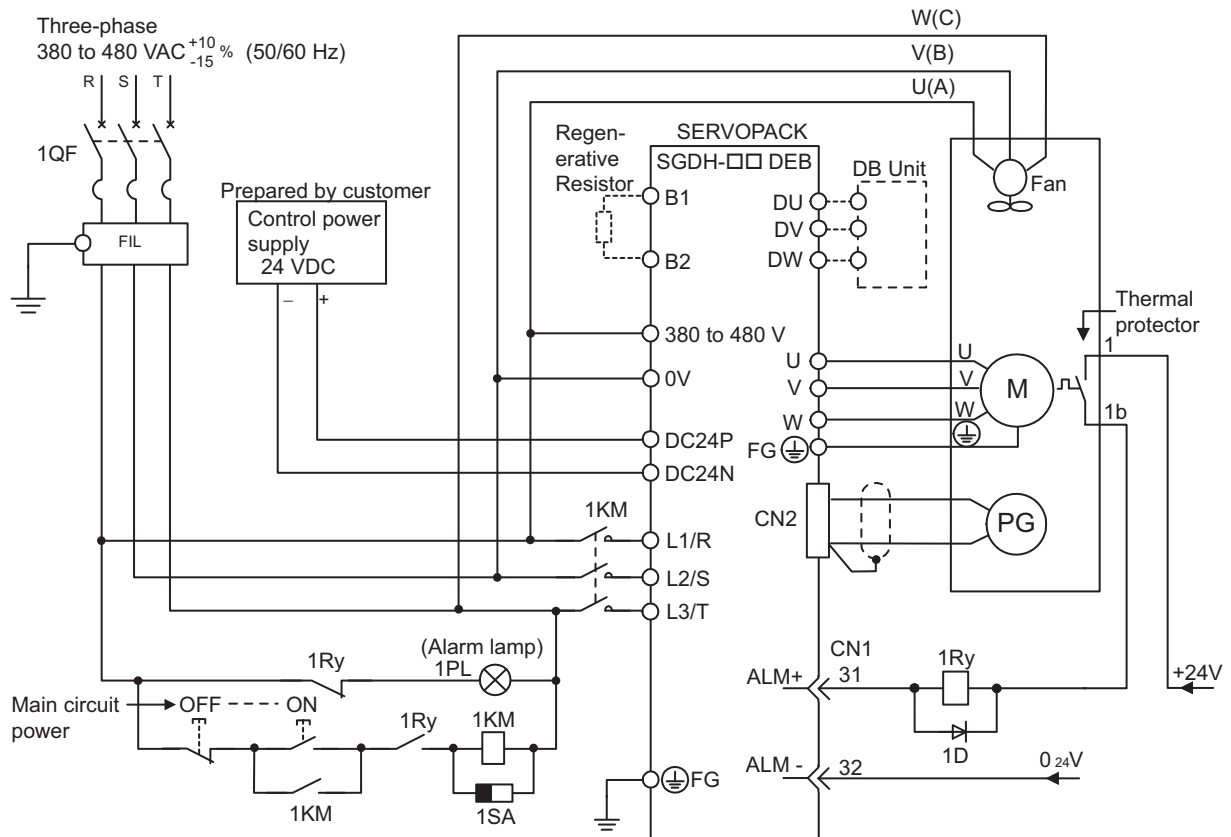 Three-phase
380 to 480 VAC +10 -15 % (50/60 Hz)
R S T
1QF
FIL
Prepared by customer
Control power
supply
24 VDC
– +
Regen-
erative
Resistor
W(C)
V(B)
U(A)
SERVOPACK
SGDH-□□ DEB
B1
B2
380 to 480 V
0V
DC24P
DC24N
1KM
L1/R
L2/S
L3/T
DU
DV
DW
DB Unit
Fan
Thermal
protector
U
V
W
FG
U
V
W
M
1
1b
CN2
PG
(Alarm lamp)
1Ry
1PL
Main circuit
power
OFF
ON
1Ry
1KM
1KM
1SA
FG
CN1
ALM+
31
1Ry
1D
+24V
ALM -
32
0 24V